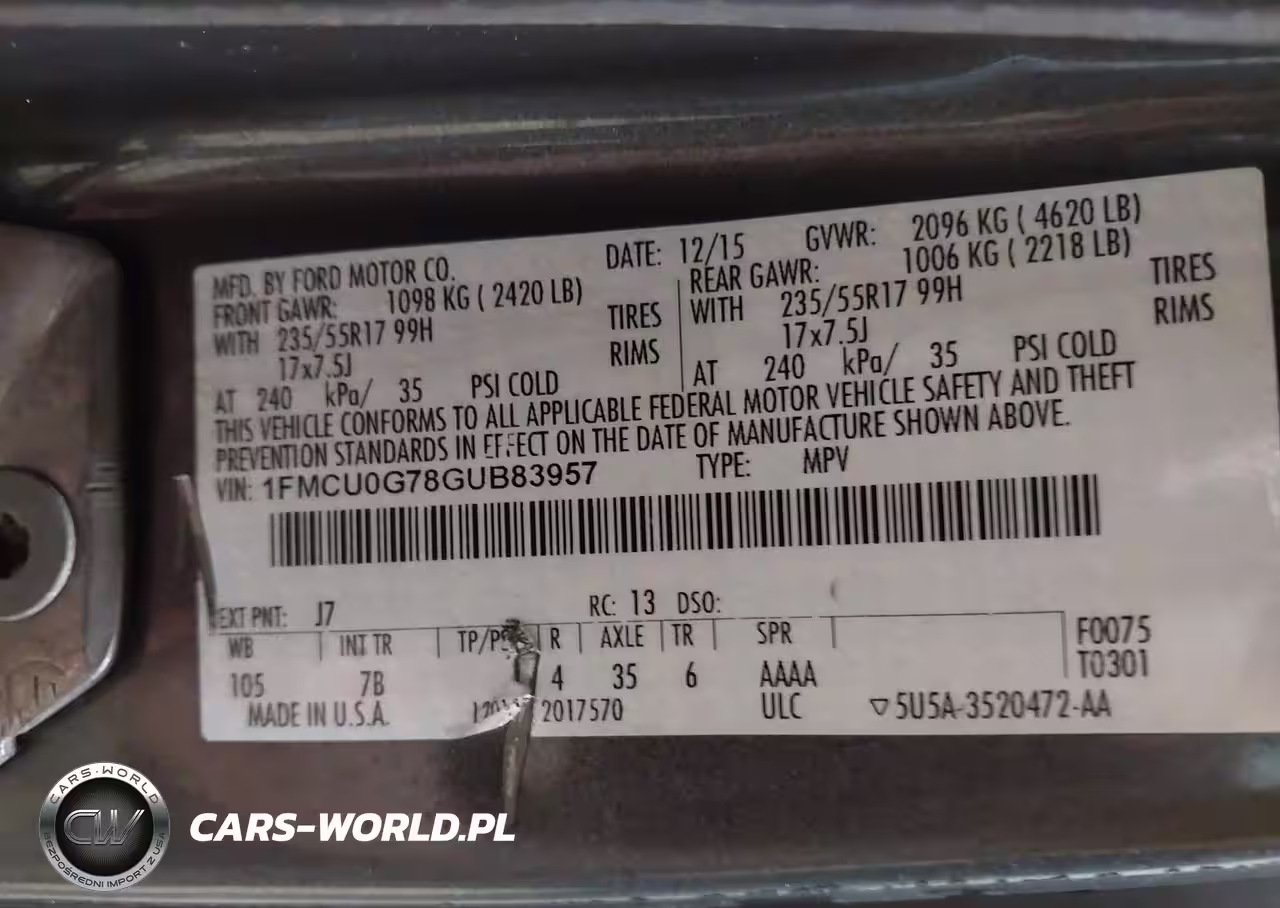 MFD. BY FORD MOTOR CO. DATE: 12/15 GVWR: 2096 KG ( 4620 LB)
FRONT GAWR: 1098 KG ( 2420 LB) REAR GAWR: 1006 KG ( 2218 LB)
WITH 235/55R17 99H TIRES WITH 235/55R17 99H TIRES
17x7.5J RIMS 17x7.5J RIMS
AT 240 kPa/ 35 PSI COLD AT 240 kPa/ 35 PSI COLD
THIS VEHICLE CONFORMS TO ALL APPLICABLE FEDERAL MOTOR VEHICLE SAFETY AND THEFT
PREVENTION STANDARDS IN EFFECT ON THE DATE OF MANUFACTURE SHOWN ABOVE.
VIN: 1FMCU0G78GUB83957 TYPE: MPV
EXT PNT: J7 RC: 13 DSO:
WB INT TR R AXLE TR SPR F0075
105 7B 4 35 6 AAAA T0301
MADE IN U.S.A. 2017570 ULC ▽5U5A-3520472-AA
CARS-WORLD
CW
BEZPOŚREDNI IMPORT Z USA
CARS-WORLD.PL